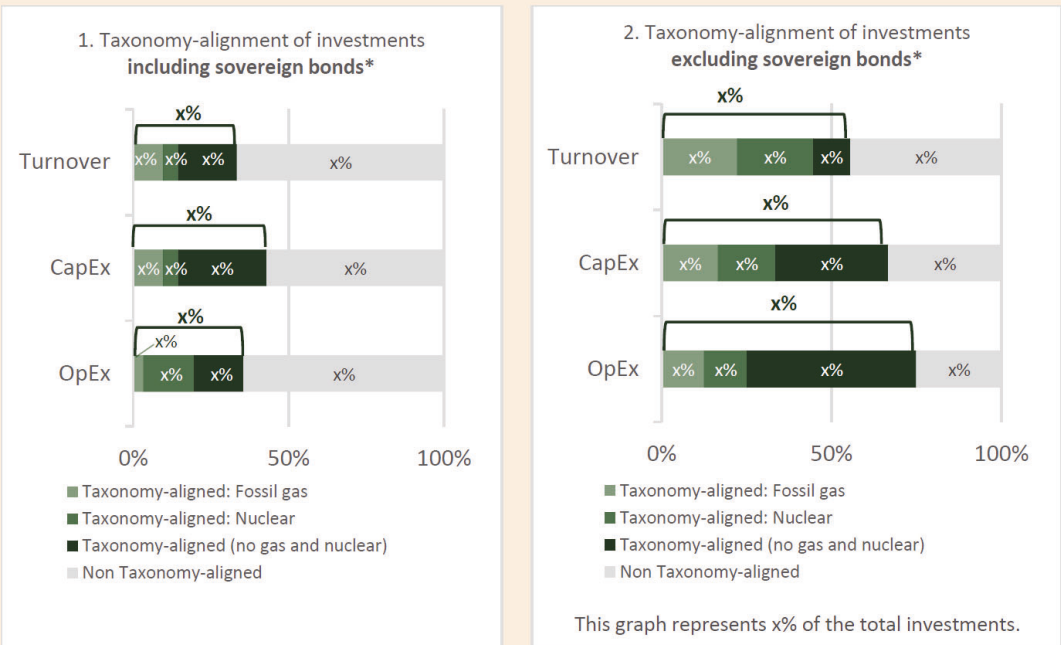 1. Taxonomy-alignment of investments
including sovereign bonds*
x%
Turnover
x% x% x% x%
x%
CapEx
x% x% x% x%
x%
x%
OpEx
x% x% x%
0% 50% 100%
Taxonomy-aligned: Fossil gas
Taxonomy-aligned: Nuclear
Taxonomy-aligned (no gas and nuclear)
Non Taxonomy-aligned
2. Taxonomy-alignment of investments
excluding sovereign bonds*
x%
Turnover
x% x% x% x%
x%
CapEx
x% x% x% x%
x%
OpEx
x% x% x% x%
0% 50% 100%
Taxonomy-aligned: Fossil gas
Taxonomy-aligned: Nuclear
Taxonomy-aligned (no gas and nuclear)
Non Taxonomy-aligned
This graph represents x% of the total investments.